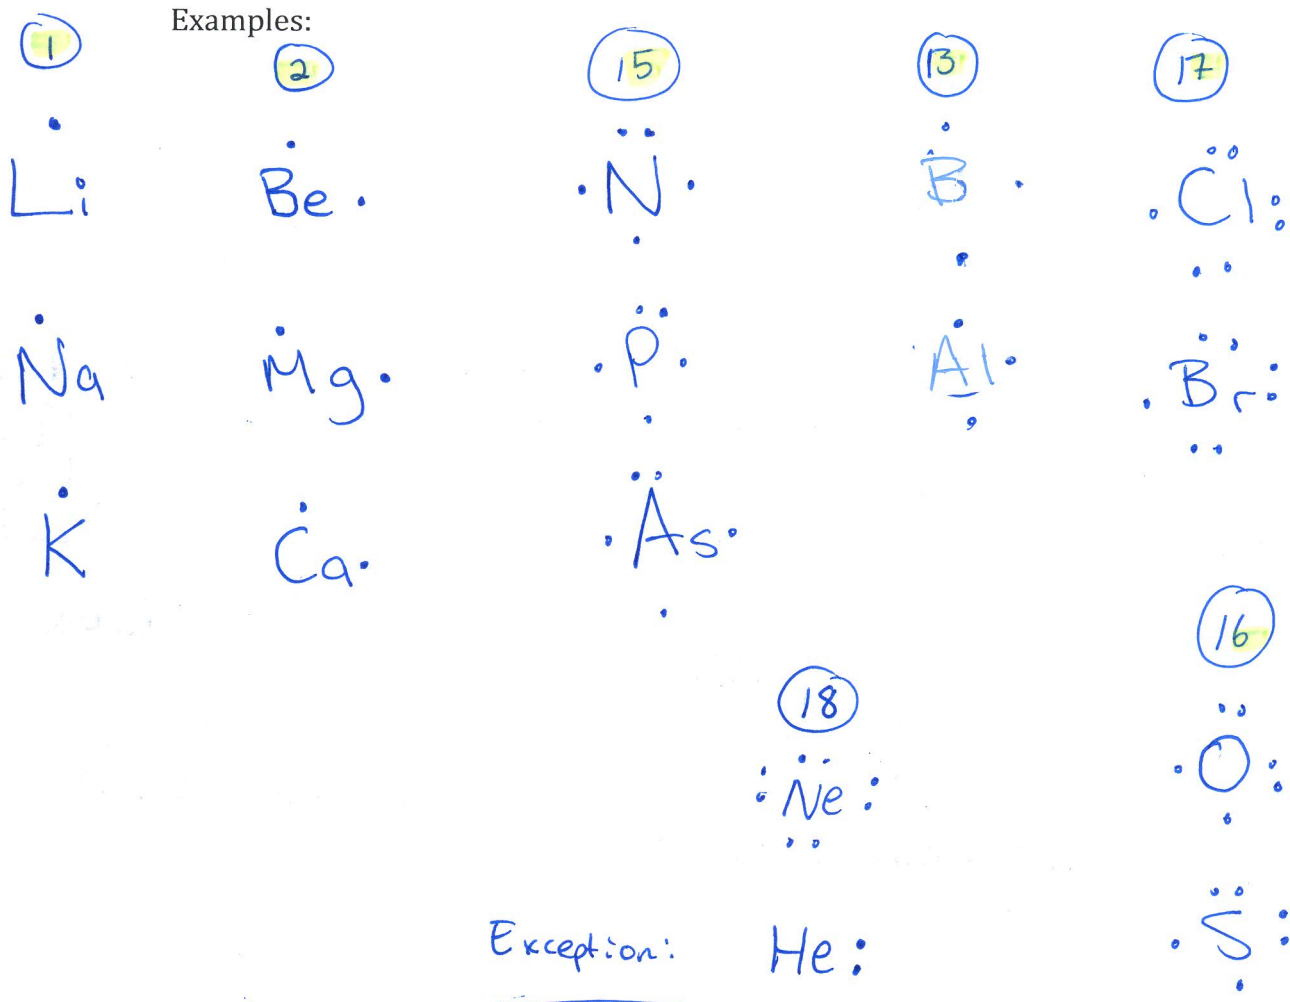 Examples:
1 2 15 13 17
Li Be N B Cl
Na Mg P Al Br
K Ca As
16
18
O
Ne
S
Exception: He: